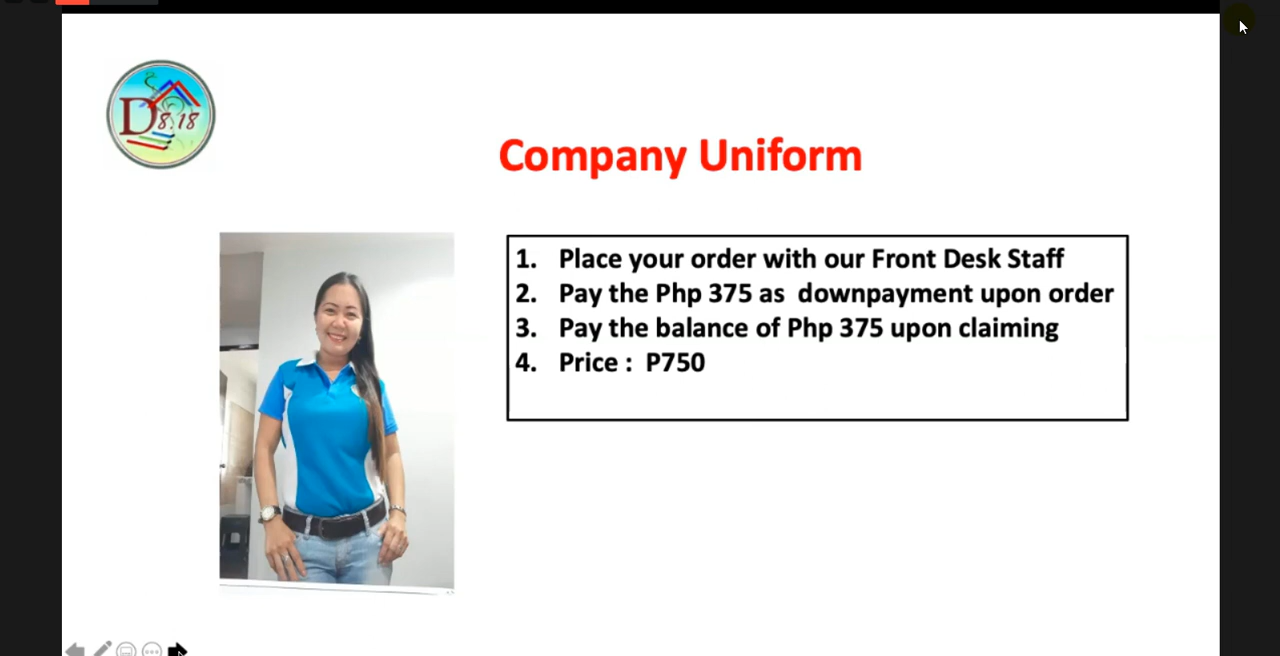 D8.18
Company Uniform
1. Place your order with our Front Desk Staff
2. Pay the Php 375 as downpayment upon order
3. Pay the balance of Php 375 upon claiming
4. Price : P750